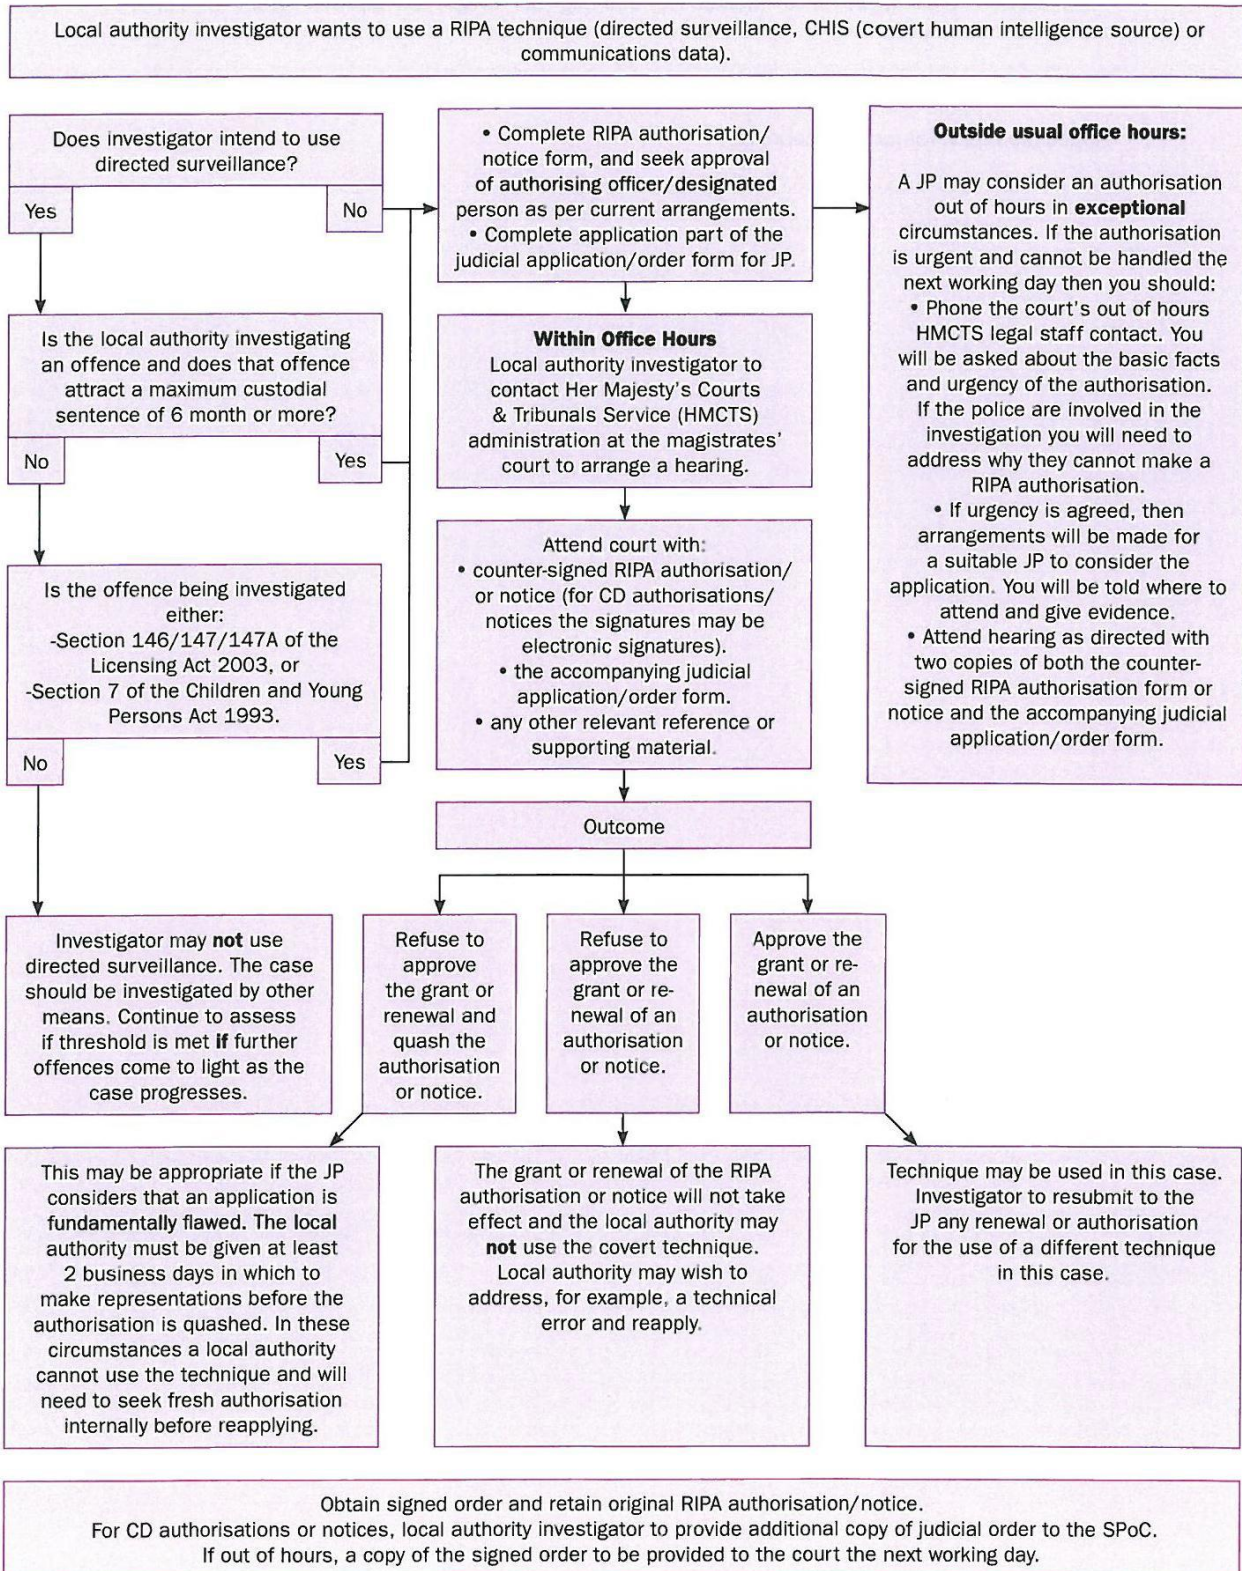 Local authority investigator wants to use a RIPA technique (directed surveillance, CHIS (covert human intelligence source) or
communications data).
Does investigator intend to use
directed surveillance?
Yes
No
Is the local authority investigating
an offence and does that offence
attract a maximum custodial
sentence of 6 month or more?
No
Yes
Is the offence being investigated
either:
-Section 146/147/147A of the
Licensing Act 2003, or
-Section 7 of the Children and Young
Persons Act 1993.
No
Yes
Investigator may not use
directed surveillance. The case
should be investigated by other
means. Continue to assess
if threshold is met if further
offences come to light as the
case progresses.
• Complete RIPA authorisation/
notice form, and seek approval
of authorising officer/designated
person as per current arrangements.
• Complete application part of the
judicial application/order form for JP.
Within Office Hours
Local authority investigator to
contact Her Majesty's Courts
& Tribunals Service (HMCTS)
administration at the magistrates'
court to arrange a hearing.
Attend court with:
• counter-signed RIPA authorisation/
or notice (for CD authorisations/
notices the signatures may be
electronic signatures).
• the accompanying judicial
application/order form.
• any other relevant reference or
supporting material.
Outside usual office hours:
A JP may consider an authorisation
out of hours in exceptional
circumstances. If the authorisation
is urgent and cannot be handled the
next working day then you should:
• Phone the court's out of hours
HMCTS legal staff contact. You
will be asked about the basic facts
and urgency of the authorisation.
If the police are involved in the
investigation you will need to
address why they cannot make a
RIPA authorisation.
• If urgency is agreed, then
arrangements will be made for
a suitable JP to consider the
application. You will be told where to
attend and give evidence.
• Attend hearing as directed with
two copies of both the counter-
signed RIPA authorisation form or
notice and the accompanying judicial
application/order form.
Outcome
Refuse to
approve
the grant or
renewal and
quash the
authorisation
or notice.
Refuse to
approve the
grant or re-
newal of an
authorisation
or notice.
Approve the
grant or re-
newal of an
authorisation
or notice.
This may be appropriate if the JP
considers that an application is
fundamentally flawed. The local
authority must be given at least
2 business days in which to
make representations before the
authorisation is quashed. In these
circumstances a local authority
cannot use the technique and will
need to seek fresh authorisation
internally before reapplying.
The grant or renewal of the RIPA
authorisation or notice will not take
effect and the local authority may
not use the covert technique.
Local authority may wish to
address, for example, a technical
error and reapply.
Technique may be used in this case.
Investigator to resubmit to the
JP any renewal or authorisation
for the use of a different technique
in this case.
Obtain signed order and retain original RIPA authorisation/notice.
For CD authorisations or notices, local authority investigator to provide additional copy of judicial order to the SPoC.
If out of hours, a copy of the signed order to be provided to the court the next working day.